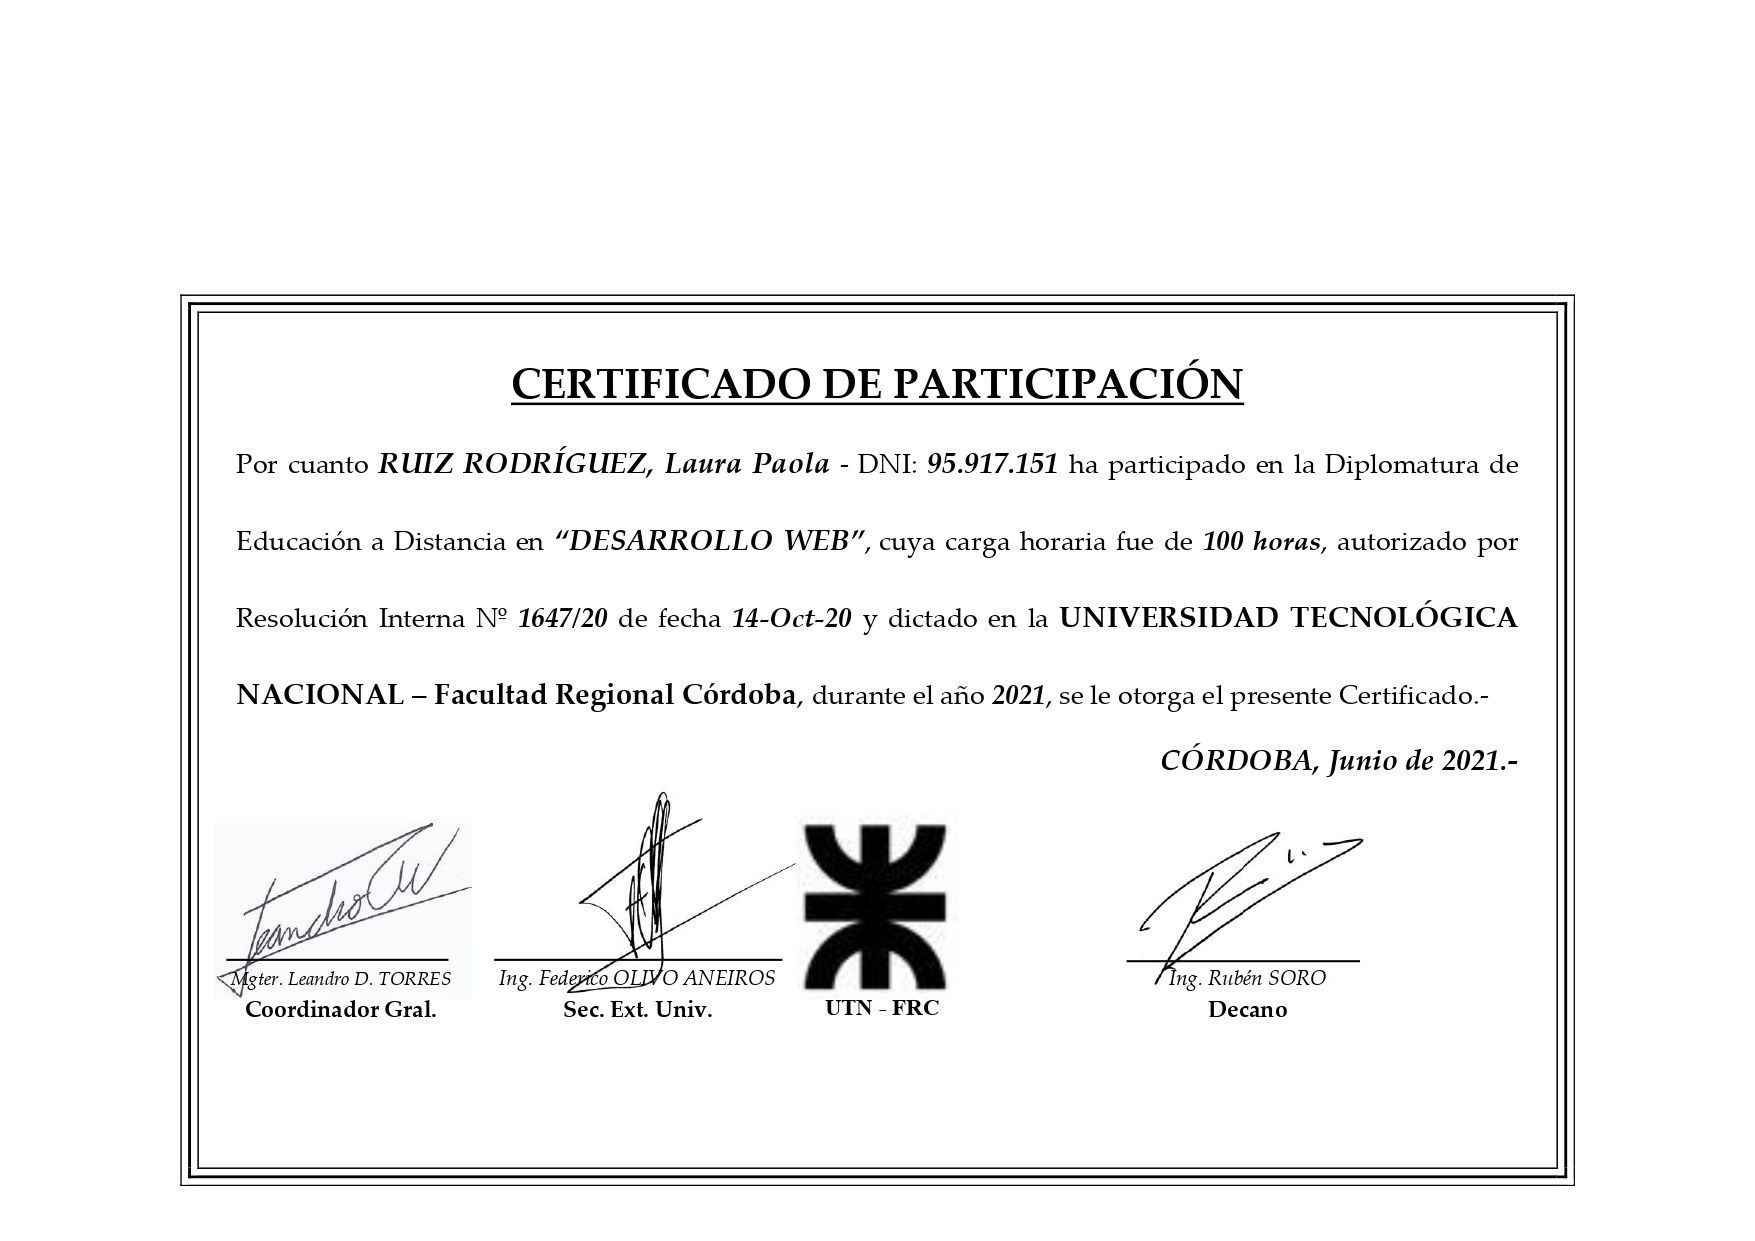 CERTIFICADO DE PARTICIPACIÓN
Por cuanto RUIZ RODRÍGUEZ, Laura Paola - DNI: 95.917.151 ha participado en la Diplomatura de
Educación a Distancia en “DESARROLLO WEB”, cuya carga horaria fue de 100 horas, autorizado por
Resolución Interna Nº 1647/20 de fecha 14-Oct-20 y dictado en la UNIVERSIDAD TECNOLÓGICA
NACIONAL – Facultad Regional Córdoba, durante el año 2021, se le otorga el presente Certificado.-
CÓRDOBA, Junio de 2021.-
Mgter. Leandro D. TORRES
Coordinador Gral.
Ing. Federico OLIVO ANEIROS
Sec. Ext. Univ.
UTN - FRC
Ing. Rubén SORO
Decano